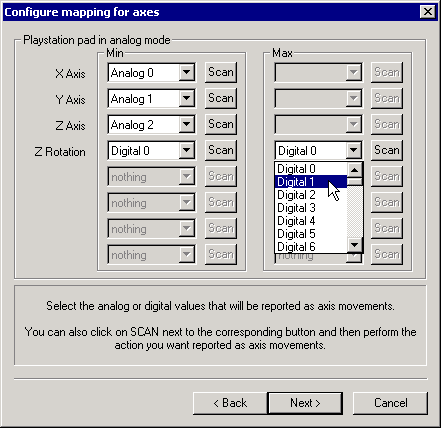 Configure mapping for axes
Playstation pad in analog mode
Min Max
X Axis Analog 0 Scan Scan
Y Axis Analog 1 Scan Scan
Z Axis Analog 2 Scan Scan
Z Rotation Digital 0 Scan Digital 0 Scan
Digital 0
nothing Scan Digital 1 Scan
Digital 2
nothing Scan Digital 3 Scan
Digital 4
nothing Scan Digital 5 Scan
Digital 6
nothing Scan nothing Scan
Select the analog or digital values that will be reported as axis movements.
You can also click on SCAN next to the corresponding button and then perform the
action you want reported as axis movements.
< Back Next > Cancel